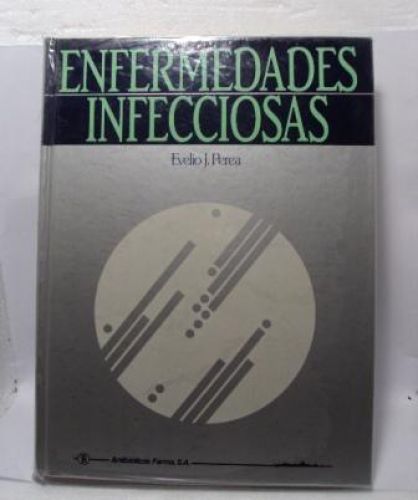 ENFERMEDADES
INFECCIOSAS
Evelio J. Perea
Antibióticos Farma, S.A.